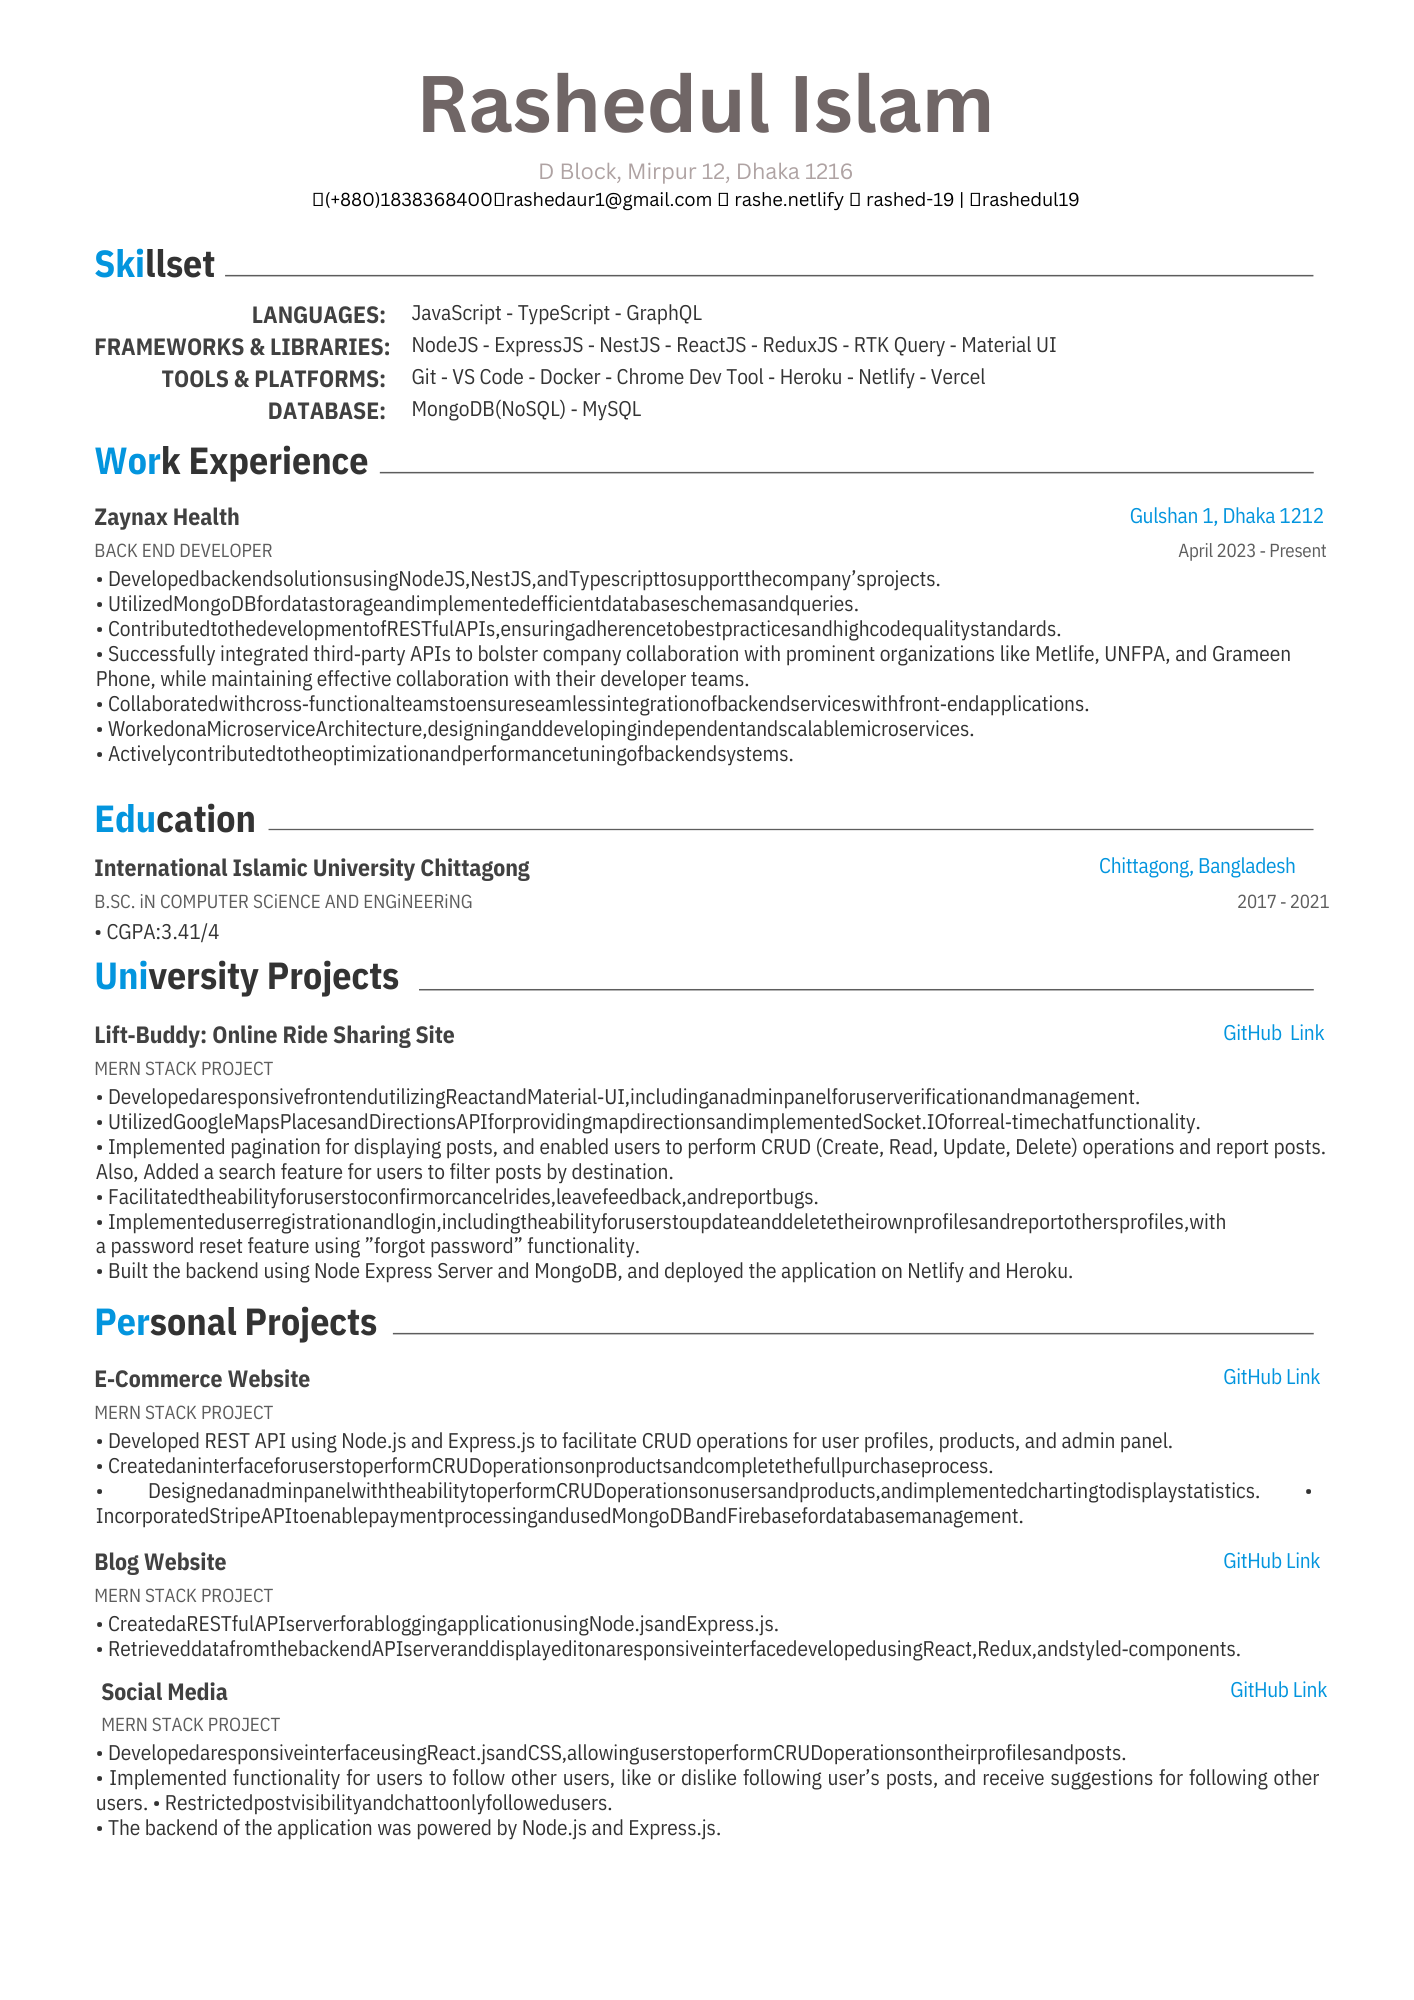 Rashedul Islam
D Block, Mirpur 12, Dhaka 1216
(+880)1838368400 rashedaur1@gmail.com rashe.netlify rashed-19 | rashedul19
Skillset
LANGUAGES: JavaScript - TypeScript - GraphQL
FRAMEWORKS & LIBRARIES: NodeJS - ExpressJS - NestJS - ReactJS - ReduxJS - RTK Query - Material UI
TOOLS & PLATFORMS: Git - VS Code - Docker - Chrome Dev Tool - Heroku - Netlify - Vercel
DATABASE: MongoDB(NoSQL) - MySQL
Work Experience
Zaynax Health Gulshan 1, Dhaka 1212
BACK END DEVELOPER April 2023 - Present
• DevelopedbackendsolutionsusingNodeJS,NestJS,andTypescripttosupportthecompany’sprojects.
• UtilizedMongoDBfordatastorageandimplementedefficientdatabaseschemasandqueries.
• ContributedtothedevelopmentofRESTfulAPIs,ensuringadherencetobestpracticesandhighcodequalitystandards.
• Successfully integrated third-party APIs to bolster company collaboration with prominent organizations like Metlife, UNFPA, and Grameen
Phone, while maintaining effective collaboration with their developer teams.
• Collaboratedwithcross-functionalteamstoensureseamlessintegrationofbackendserviceswithfront-endapplications.
• WorkedonaMicroserviceArchitecture,designinganddevelopingindependentandscalablemicroservices.
• Activelycontributedtotheoptimizationandperformancetuningofbackendsystems.
Education
International Islamic University Chittagong Chittagong, Bangladesh
B.SC. iN COMPUTER SCiENCE AND ENGiNEERiNG 2017 - 2021
• CGPA:3.41/4
University Projects
Lift-Buddy: Online Ride Sharing Site GitHub Link
MERN STACK PROJECT
• DevelopedaresponsivefrontendutilizingReactandMaterial-UI,includinganadminpanelforuserverificationandmanagement.
• UtilizedGoogleMapsPlacesandDirectionsAPIforprovidingmapdirectionsandimplementedSocket.IOforreal-timechatfunctionality.
• Implemented pagination for displaying posts, and enabled users to perform CRUD (Create, Read, Update, Delete) operations and report posts.
Also, Added a search feature for users to filter posts by destination.
• Facilitatedtheabilityforuserstoconfirmorcancelrides,leavefeedback,andreportbugs.
• Implementeduserregistrationandlogin,includingtheabilityforuserstoupdateanddeletetheirownprofilesandreportothersprofiles,with
a password reset feature using ”forgot password” functionality.
• Built the backend using Node Express Server and MongoDB, and deployed the application on Netlify and Heroku.
Personal Projects
E-Commerce Website GitHub Link
MERN STACK PROJECT
• Developed REST API using Node.js and Express.js to facilitate CRUD operations for user profiles, products, and admin panel.
• CreatedaninterfaceforuserstoperformCRUDoperationsonproductsandcompletethefullpurchaseprocess.
• DesignedanadminpanelwiththeabilitytoperformCRUDoperationsonusersandproducts,andimplementedchartingtodisplaystatistics. •
IncorporatedStripeAPItoenablepaymentprocessingandusedMongoDBandFirebasefordatabasemanagement.
Blog Website GitHub Link
MERN STACK PROJECT
• CreatedaRESTfulAPIserverforabloggingapplicationusingNode.jsandExpress.js.
• RetrieveddatafromthebackendAPIserveranddisplayeditonaresponsiveinterfacedevelopedusingReact,Redux,andstyled-components.
Social Media GitHub Link
MERN STACK PROJECT
• DevelopedaresponsiveinterfaceusingReact.jsandCSS,allowinguserstoperformCRUDoperationsontheirprofilesandposts.
• Implemented functionality for users to follow other users, like or dislike following user’s posts, and receive suggestions for following other
users. • Restrictedpostvisibilityandchattoonlyfollowedusers.
• The backend of the application was powered by Node.js and Express.js.